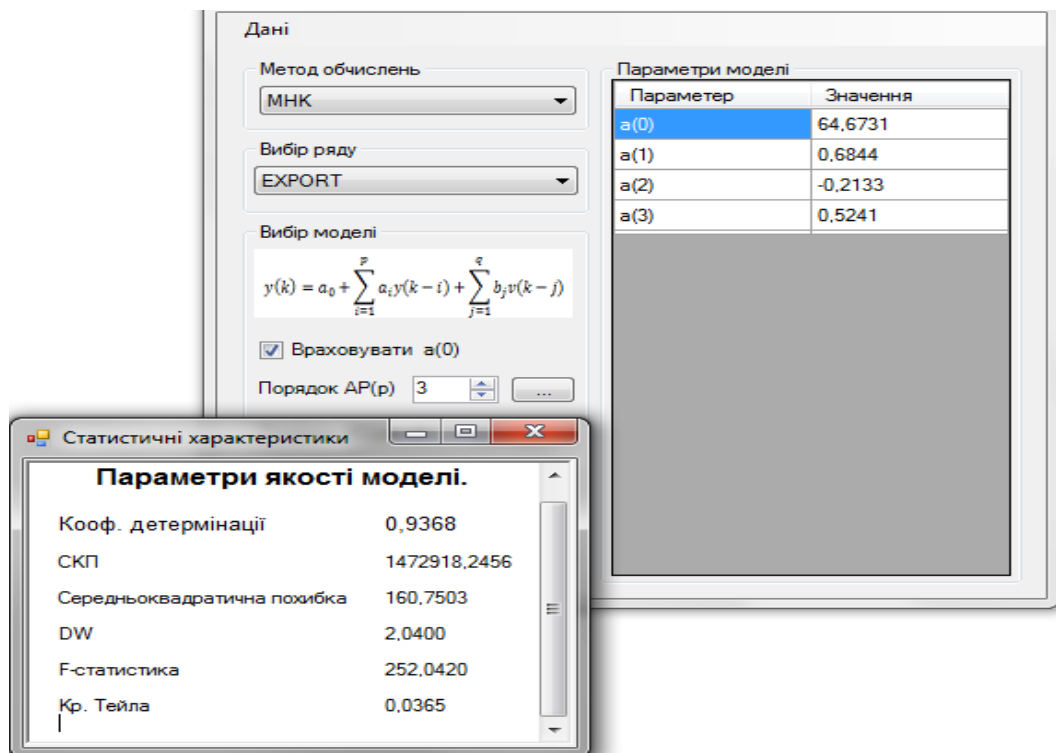 Дані
Метод обчислень
МНК
Вибір ряду
EXPORT
Вибір моделі
y(k) = a₀ + ∑ᵢ₌₁ᵖ aᵢy(k − i) + ∑ⱼ₌₁ᑫ bⱼv(k − j)
Враховувати a(0)
Порядок АР(p) 3 ...
Параметри моделі
Параметер Значення
a(0) 64,6731
a(1) 0,6844
a(2) -0,2133
a(3) 0,5241
Статистичні характеристики
Параметри якості моделі.
Кооф. детермінації 0,9368
СКП 1472918,2456
Середньоквадратична похибка 160,7503
DW 2,0400
F-статистика 252,0420
Кр. Тейла 0,0365